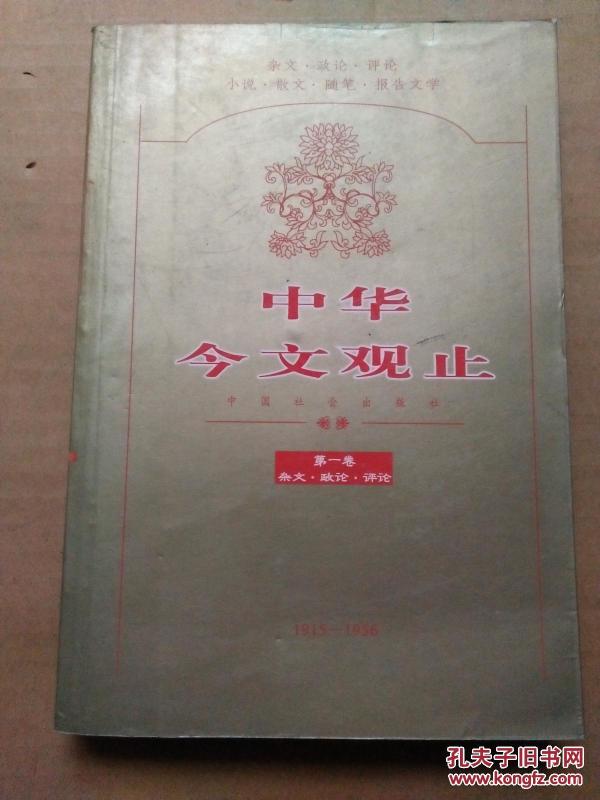 杂文·政论·评论
小说·散文·随笔·报告文学
中华
今文观止
中国社会出版社
第一卷
杂文·政论·评论
1915—1956
孔夫子旧书网
www.kongfz.com